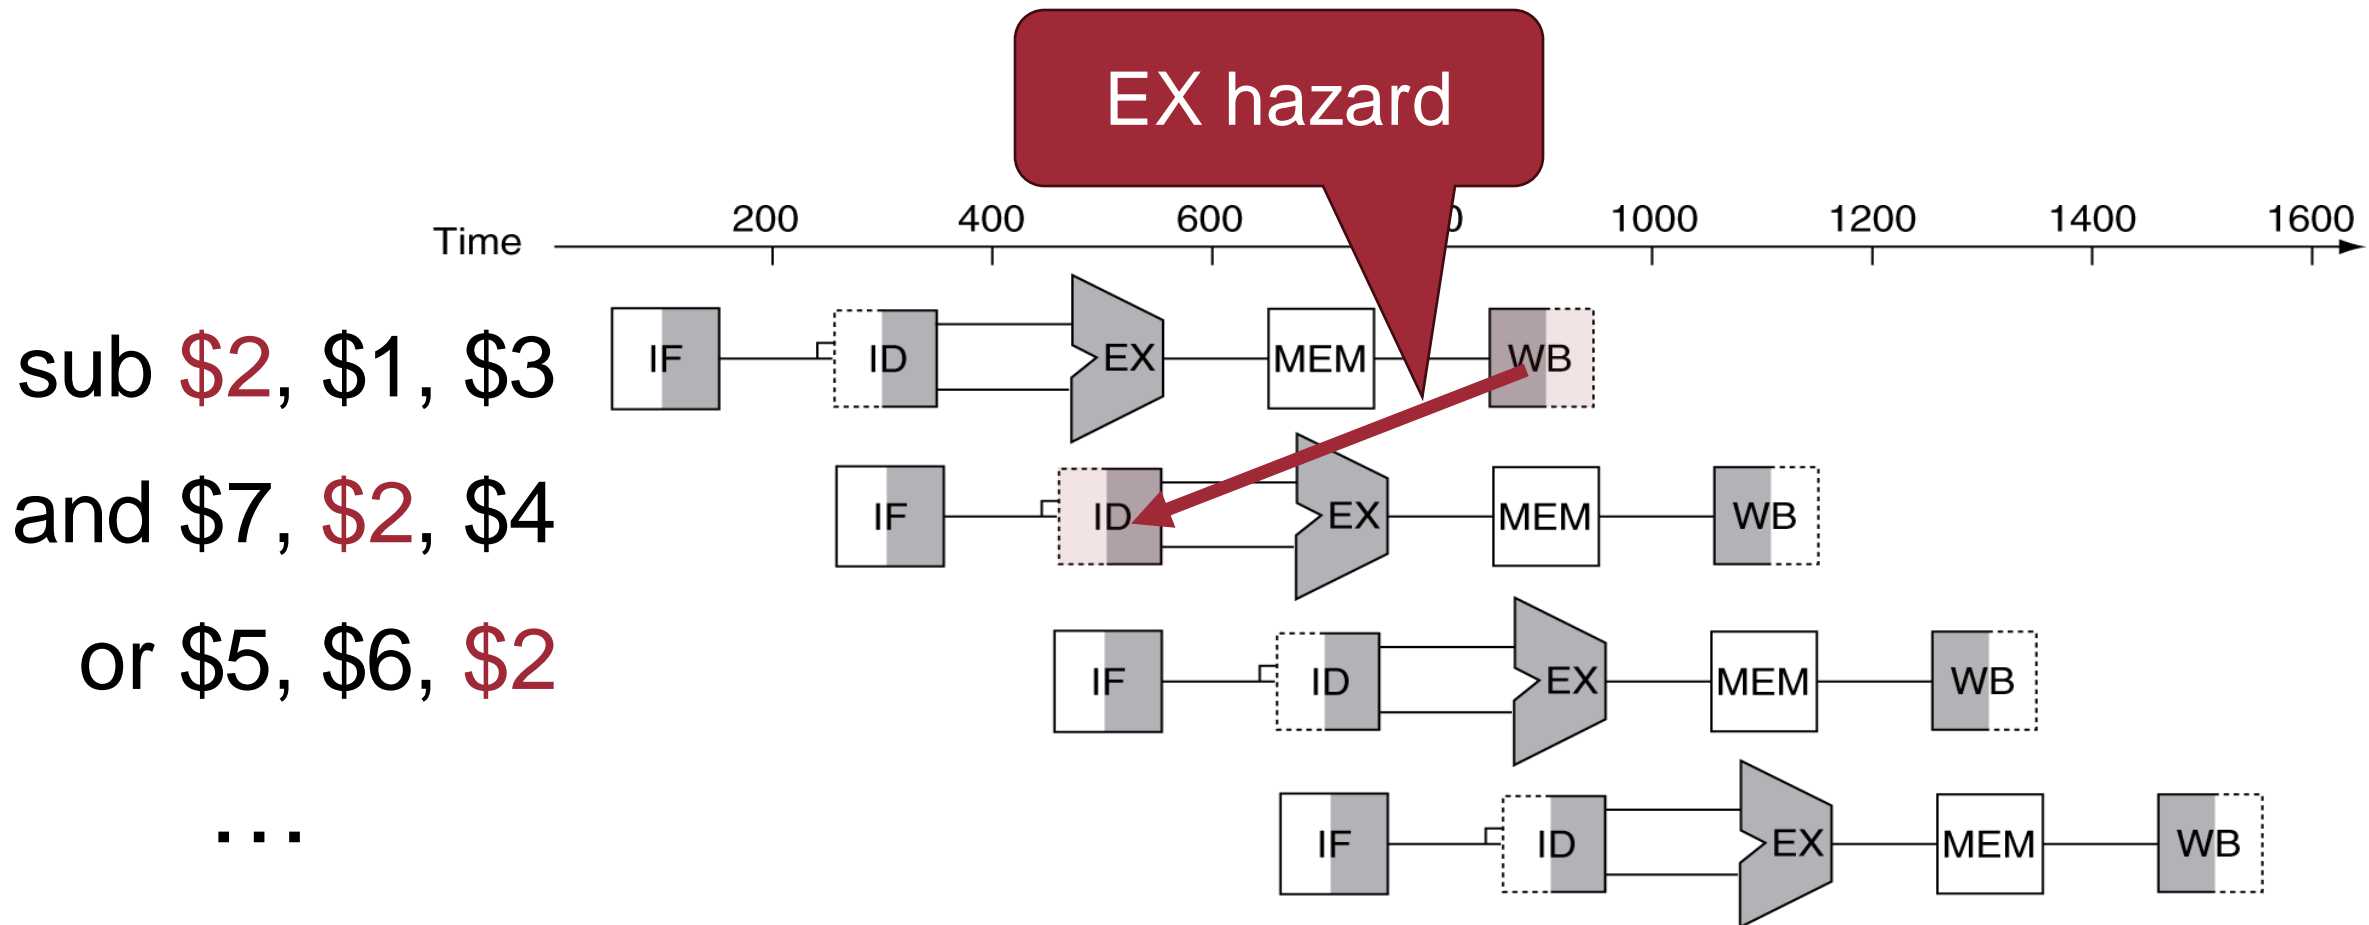 EX hazard
Time 200 400 600 0 1000 1200 1400 1600
sub $2, $1, $3 IF ID EX MEM WB
and $7, $2, $4 IF ID EX MEM WB
or $5, $6, $2 IF ID EX MEM WB
… IF ID EX MEM WB